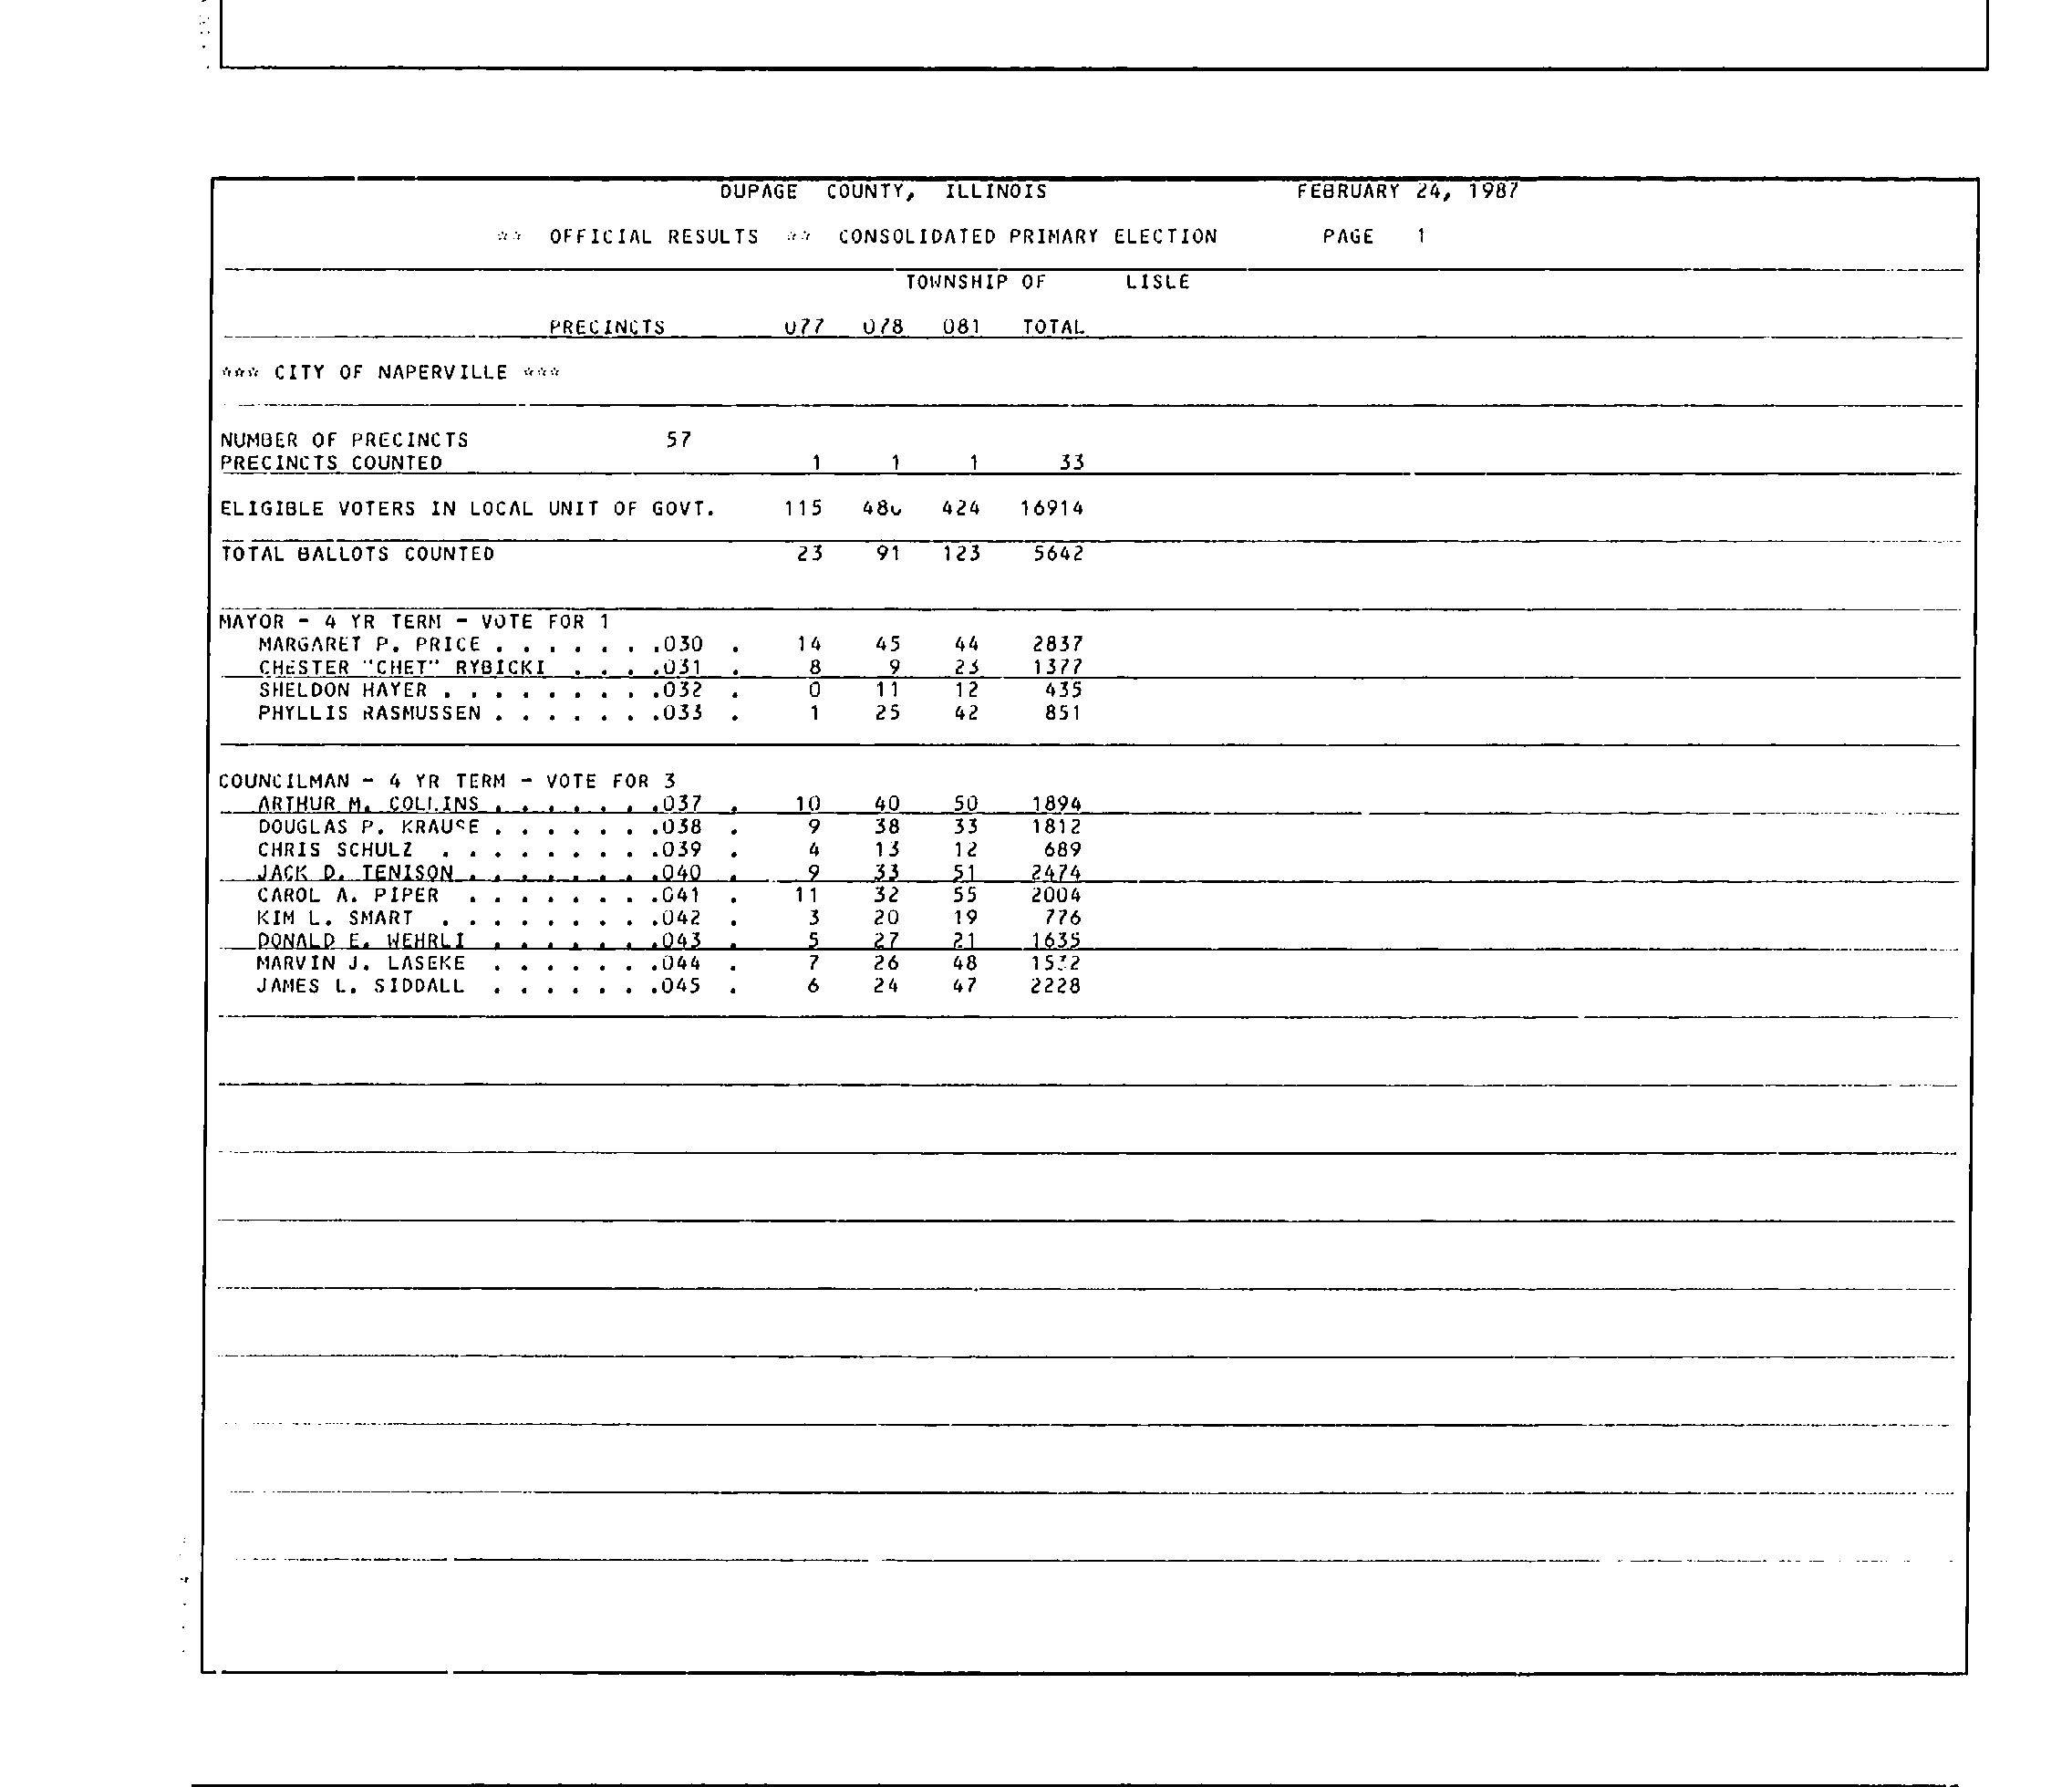 DUPAGE COUNTY, ILLINOIS FEBRUARY 24, 1987
** OFFICIAL RESULTS ** CONSOLIDATED PRIMARY ELECTION PAGE 1
TOWNSHIP OF LISLE
PRECINCTS 077 078 081 TOTAL
*** CITY OF NAPERVILLE ***
NUMBER OF PRECINCTS 57
PRECINCTS COUNTED 1 1 1 33
ELIGIBLE VOTERS IN LOCAL UNIT OF GOVT. 115 424 16914
TOTAL BALLOTS COUNTED 23 91 123 5642
MAYOR - 4 YR TERM - VOTE FOR 1
MARGARET P. PRICE . . . . . . .030 . 14 45 44 2837
CHESTER "CHET" RYBICKI . . . .031 . 8 9 23 1377
SHELDON HAYER . . . . . . . . .032 . 0 11 12 435
PHYLLIS RASMUSSEN . . . . . . .033 . 1 25 42 851
COUNCILMAN - 4 YR TERM - VOTE FOR 3
ARTHUR M. COLLINS . . . . . . .037 . 10 40 50 1894
DOUGLAS P. KRAUSE . . . . . . .038 . 9 38 33 1812
CHRIS SCHULZ . . . . . . . . .039 . 4 13 12 689
JACK D. TENISON . . . . . . . .040 . 9 33 51 2474
CAROL A. PIPER . . . . . . . .041 . 11 32 55 2004
KIM L. SMART . . . . . . . . .042 . 3 20 19 776
DONALD E. WEHRLI . . . . . . .043 . 5 27 21 1635
MARVIN J. LASEKE . . . . . . .044 . 7 26 48
JAMES L. SIDDALL . . . . . . .045 . 6 24 47 2228